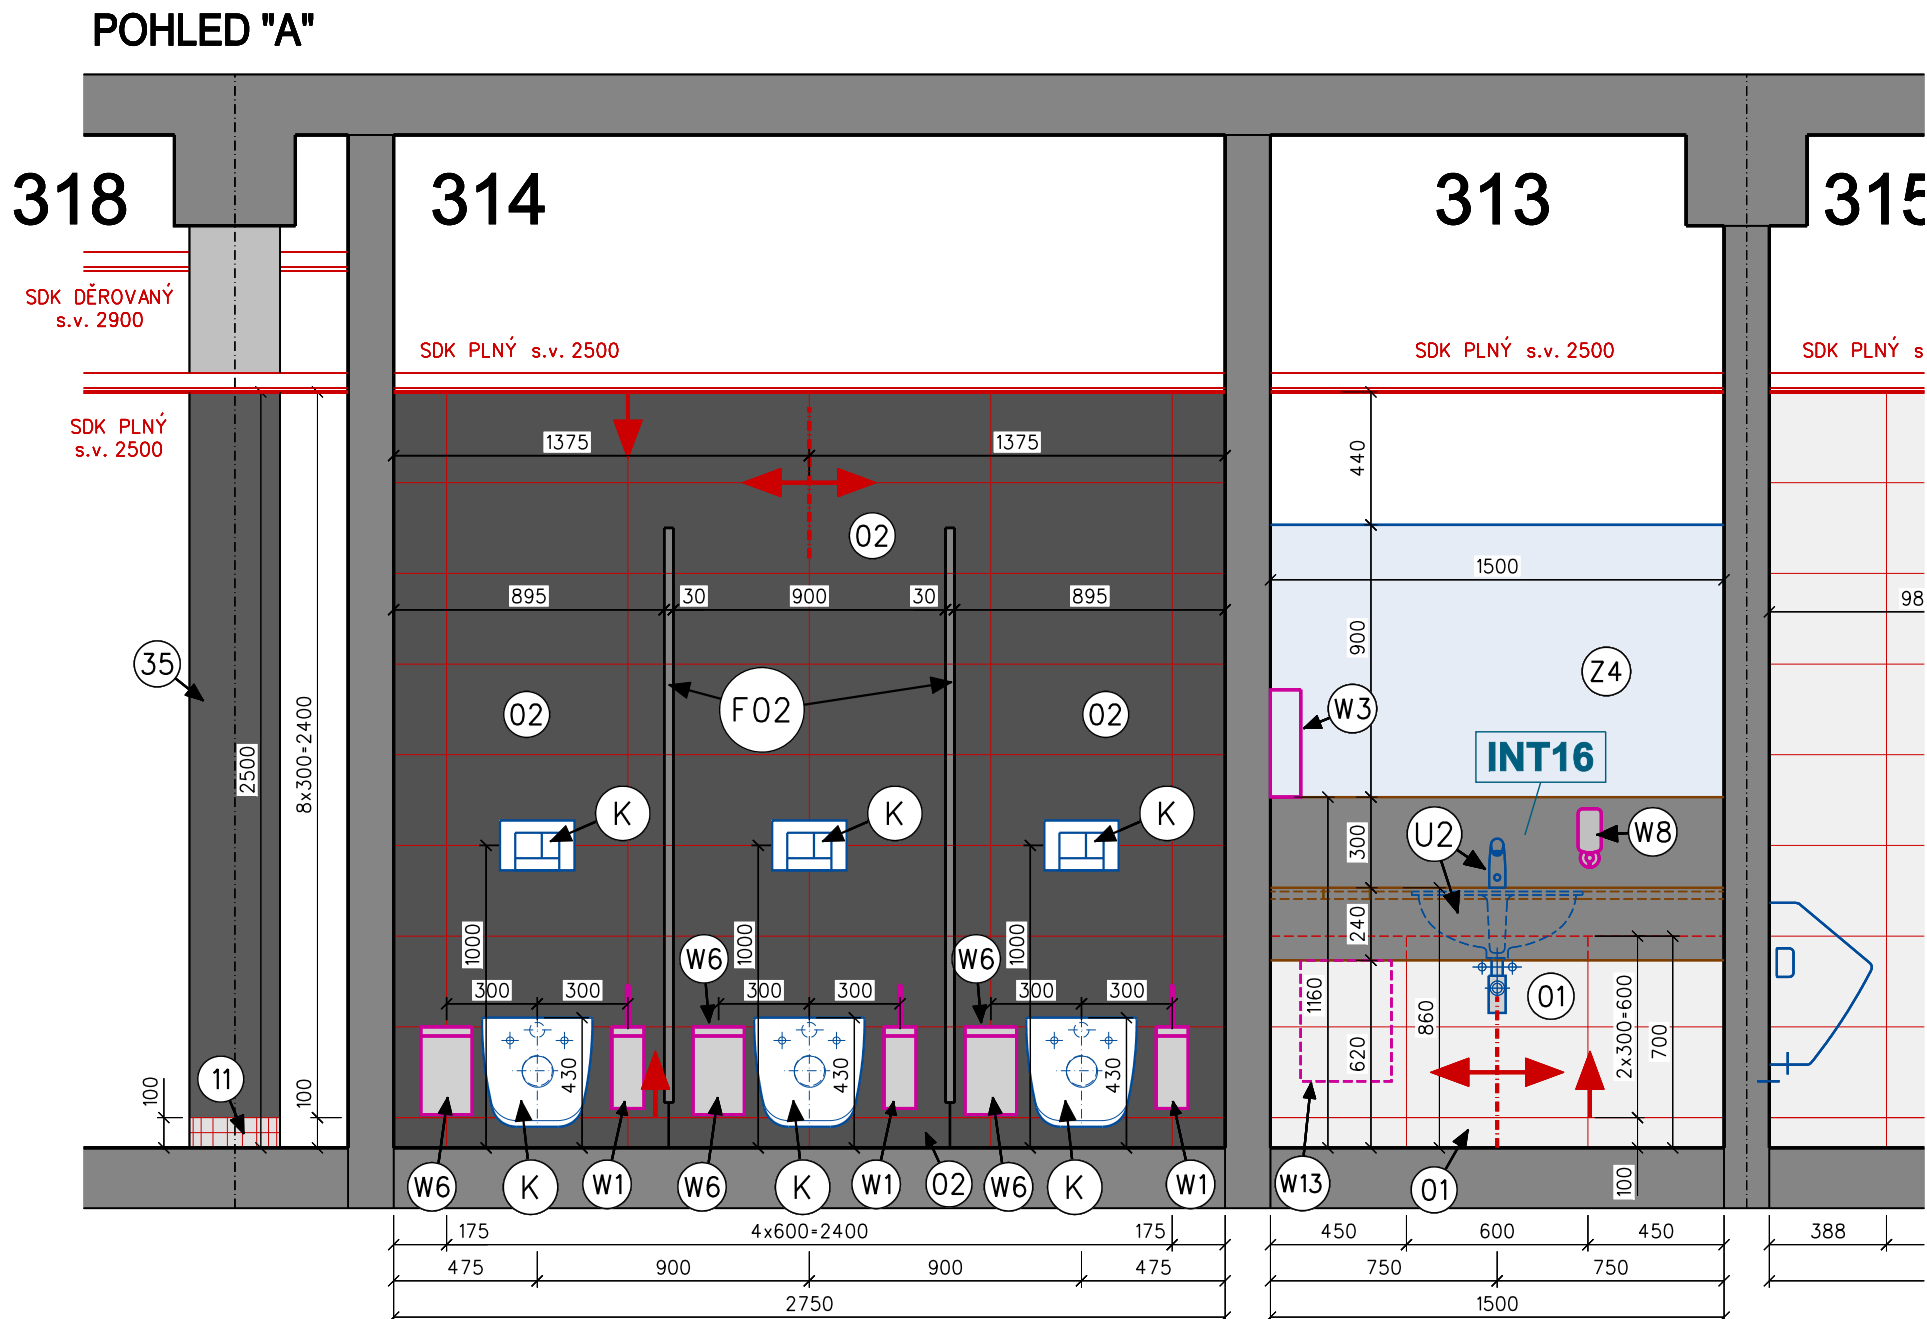 POHLED "A"
318
314
313
315
SDK DĚROVANÝ
s.v. 2900
SDK PLNÝ s.v. 2500
SDK PLNÝ s.v. 2500
SDK PLNÝ s
SDK PLNÝ
s.v. 2500
1375
1375
440
02
1500
895
30
900
30
895
98
900
35
F02
02
02
Z4
W3
INT16
2500
8x300=2400
K
K
K
U2
W8
300
240
1000
1000
1000
W6
W6
300
300
300
300
300
300
01
1160
860
620
2x300=600
700
430
430
430
11
100
100
W6
K
W1
W6
K
W1
02
W6
K
W1
W13
01
100
175
4x600=2400
175
450
600
450
388
475
900
900
475
750
750
2750
1500